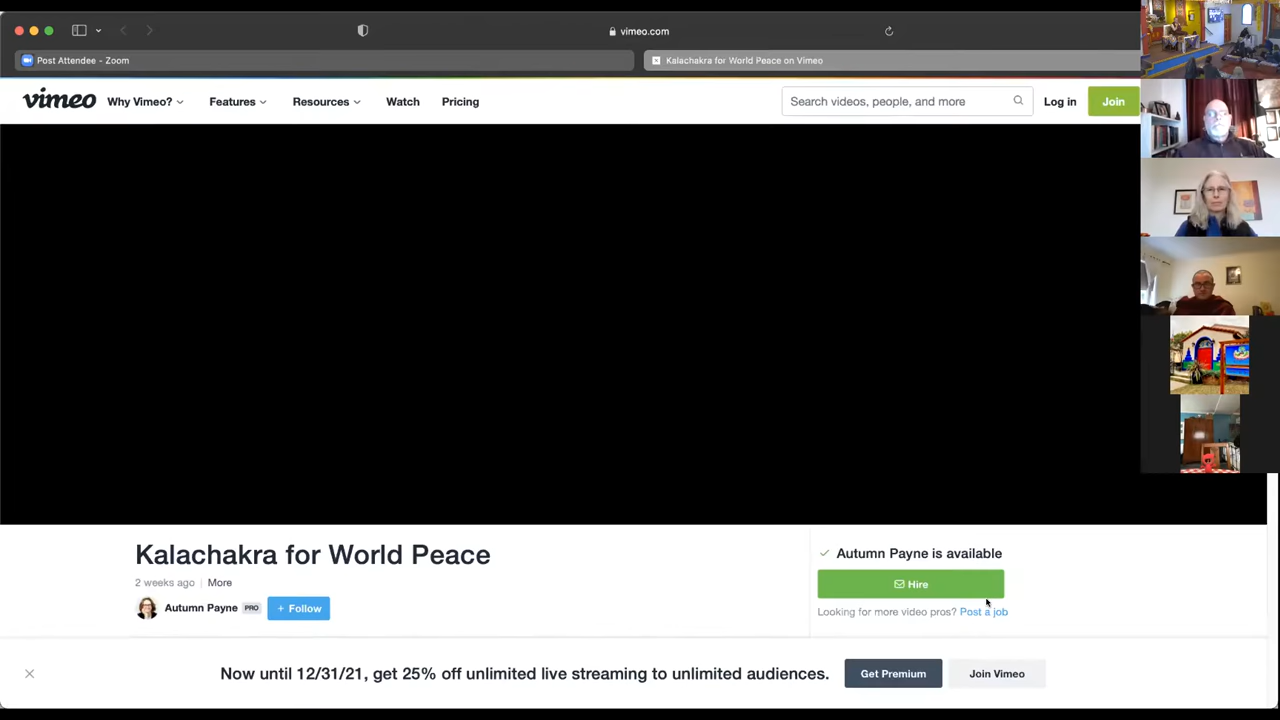 vimeo.com
Post Attendee - Zoom
Kalachakra for World Peace on Vimeo
vimeo
Why Vimeo?
Features
Resources
Watch
Pricing
Search videos, people, and more
Log in
Join
Kalachakra for World Peace
2 weeks ago
More
Autumn Payne PRO
+ Follow
Autumn Payne is available
Hire
Looking for more video pros? Post a job
Now until 12/31/21, get 25% off unlimited live streaming to unlimited audiences.
Get Premium
Join Vimeo